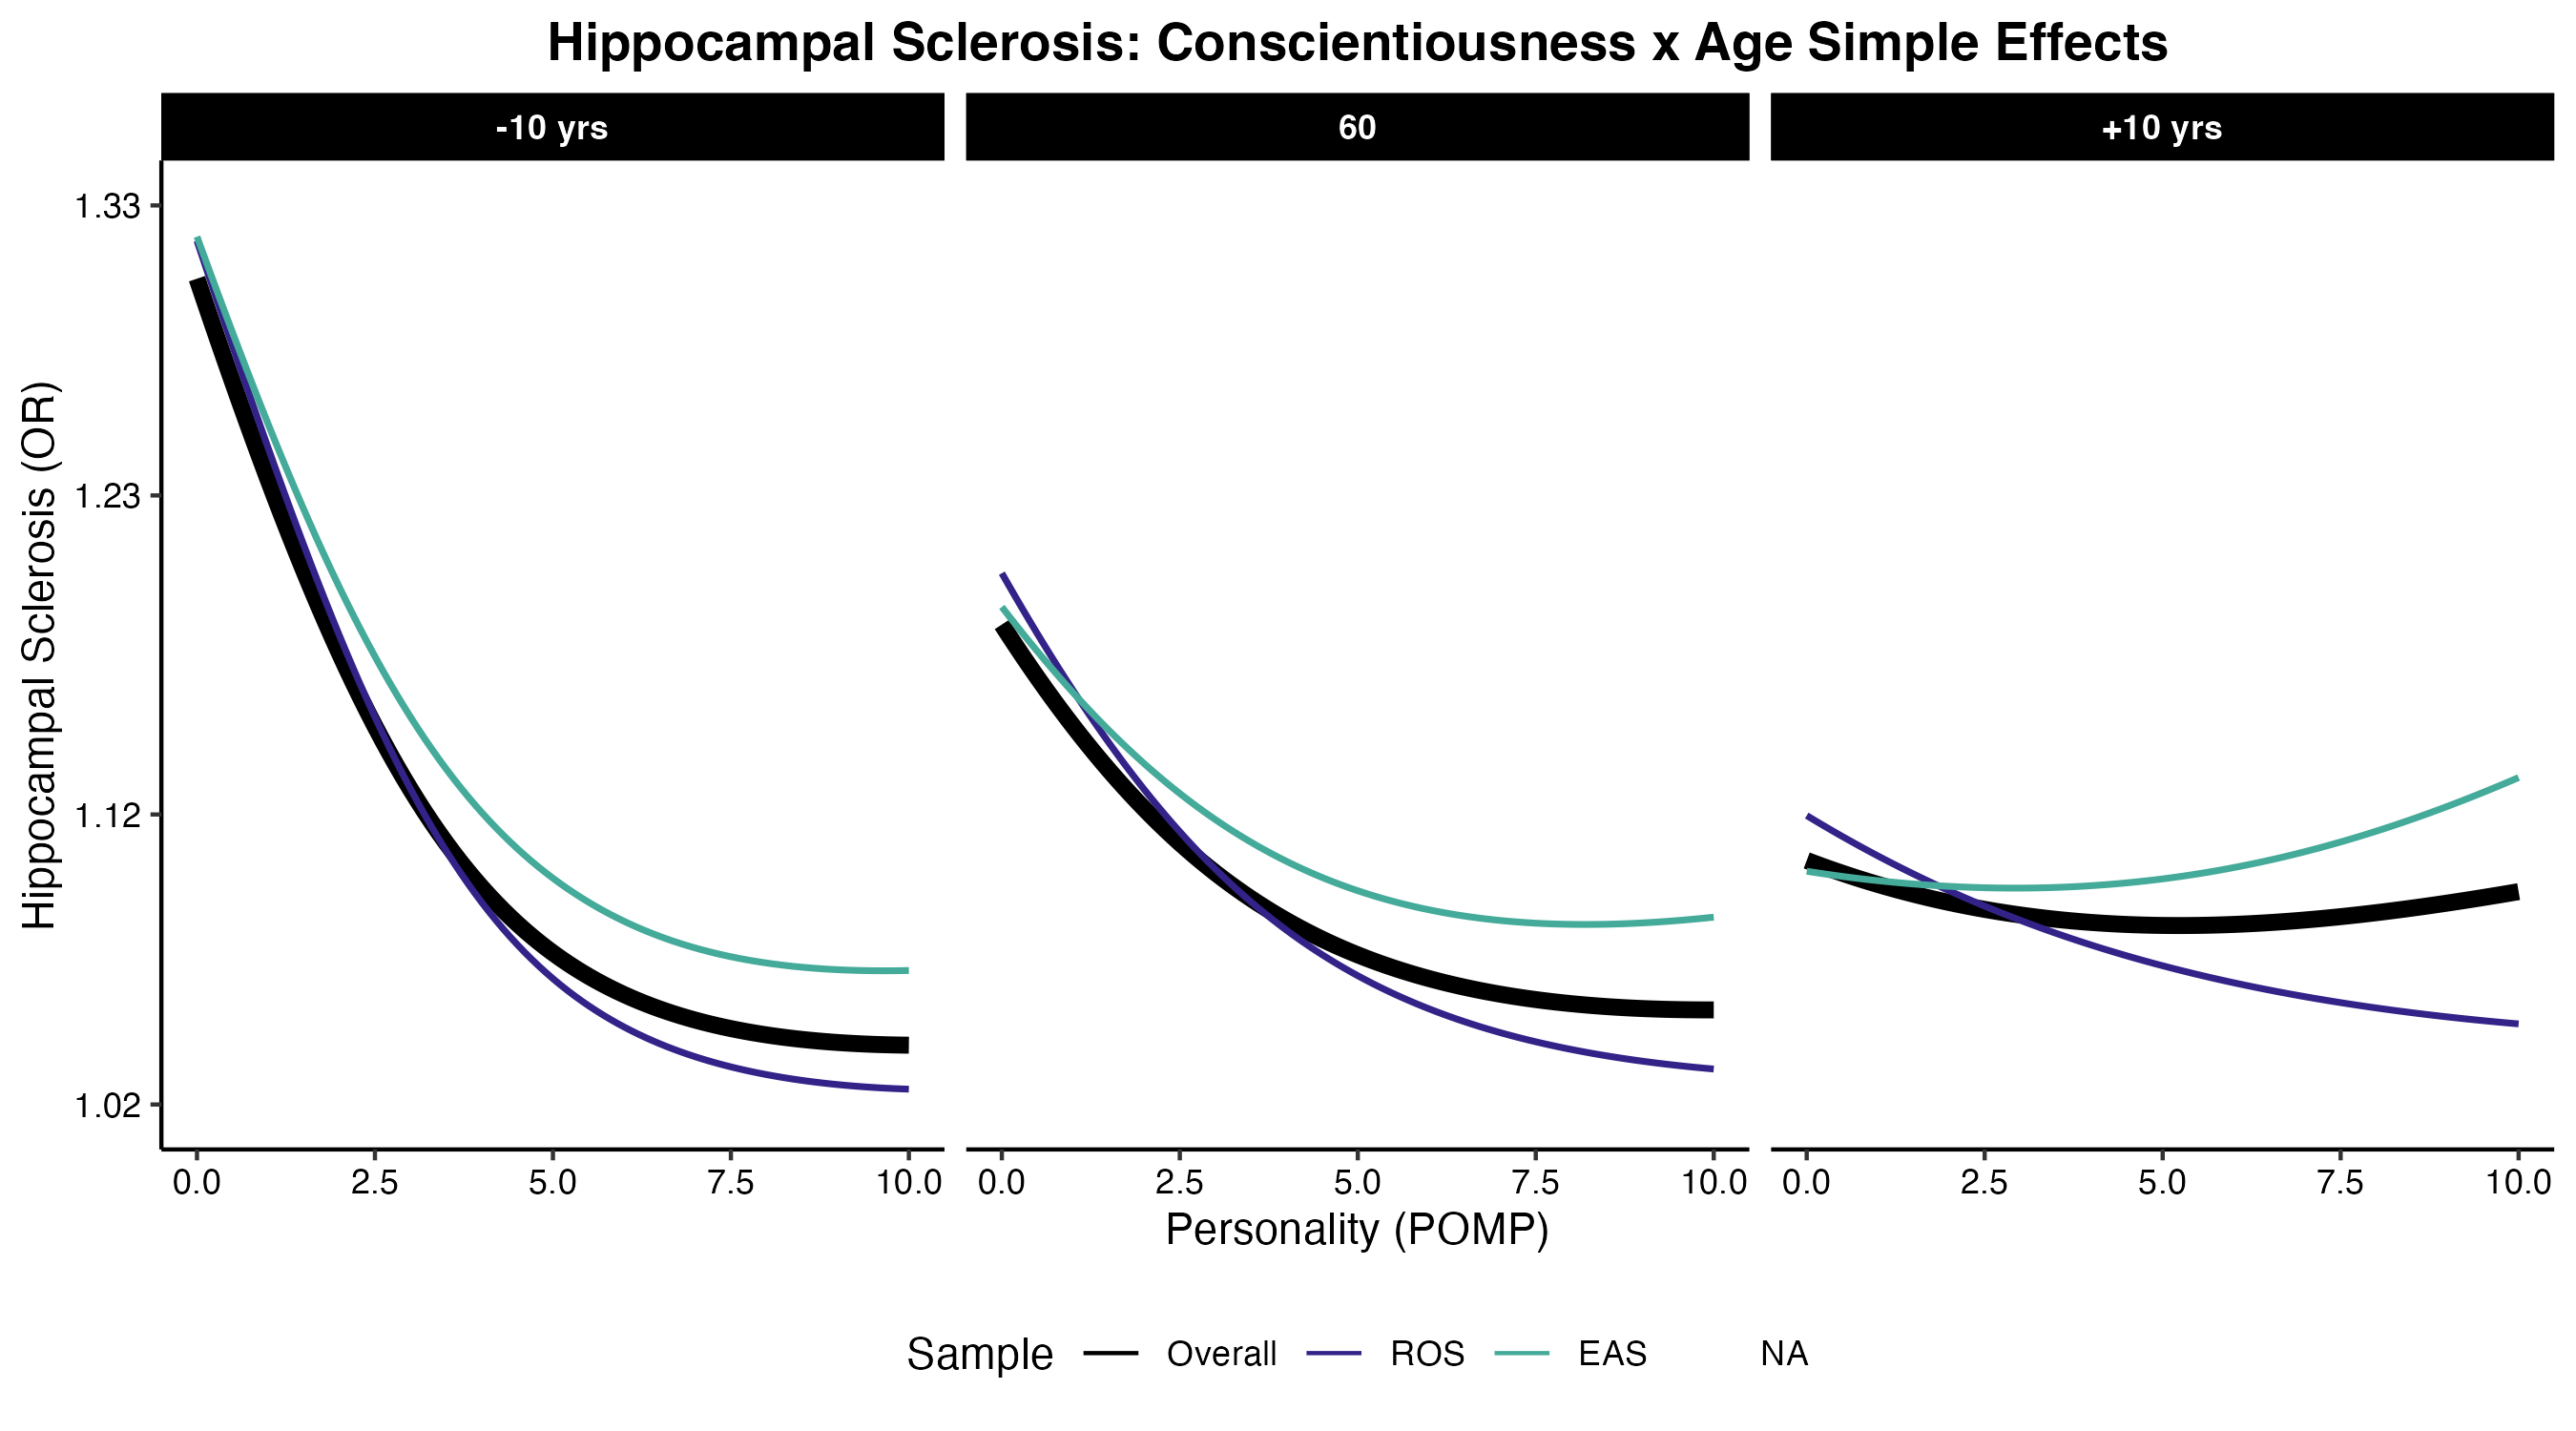 Hippocampal Sclerosis: Conscientiousness x Age Simple Effects
-10 yrs 60 +10 yrs
Hippocampal Sclerosis (OR)
1.33
1.23
1.12
1.02
0.0 2.5 5.0 7.5 10.0 0.0 2.5 5.0 7.5 10.0 0.0 2.5 5.0 7.5 10.0
Personality (POMP)
Sample Overall ROS EAS NA